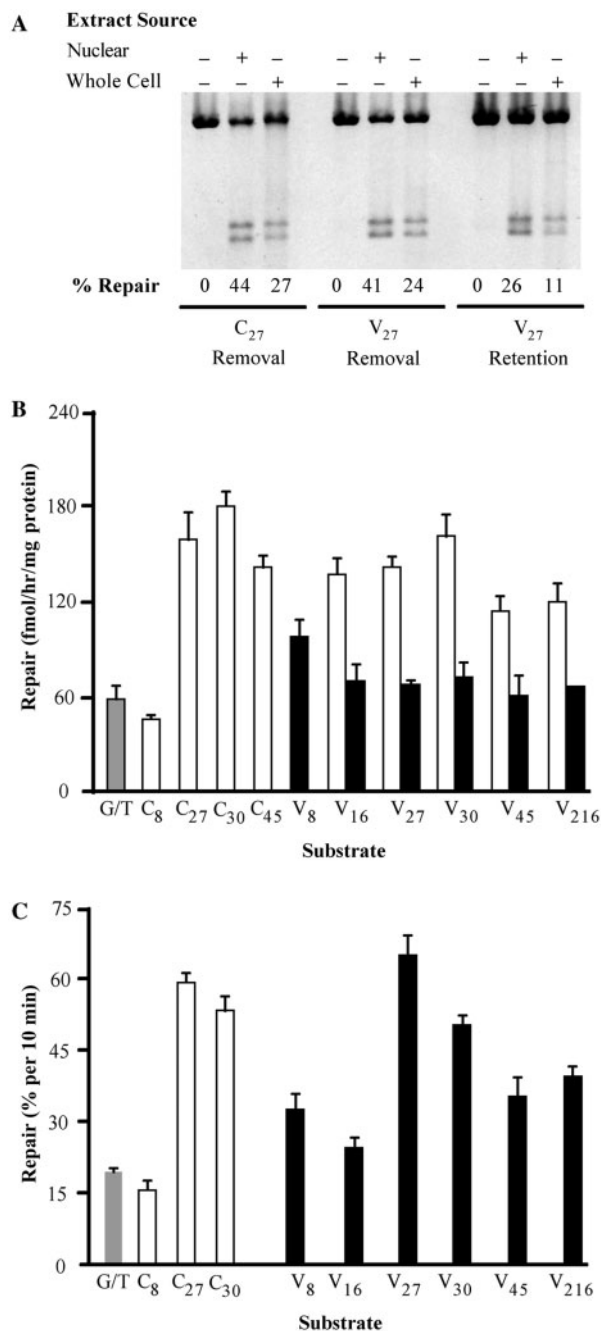 A
Extract Source
Nuclear – + – – + – – + –
Whole Cell – – + – – + – – +
% Repair 0 44 27 0 41 24 0 26 11
C27 V27 V27
Removal Removal Retention
B
240
180
120
60
0
Repair (fmol/hr/mg protein)
G/T C8 C27 C30 C45 V8 V16 V27 V30 V45 V216
Substrate
C
75
60
45
30
15
0
Repair (% per 10 min)
G/T C8 C27 C30 V8 V16 V27 V30 V45 V216
Substrate